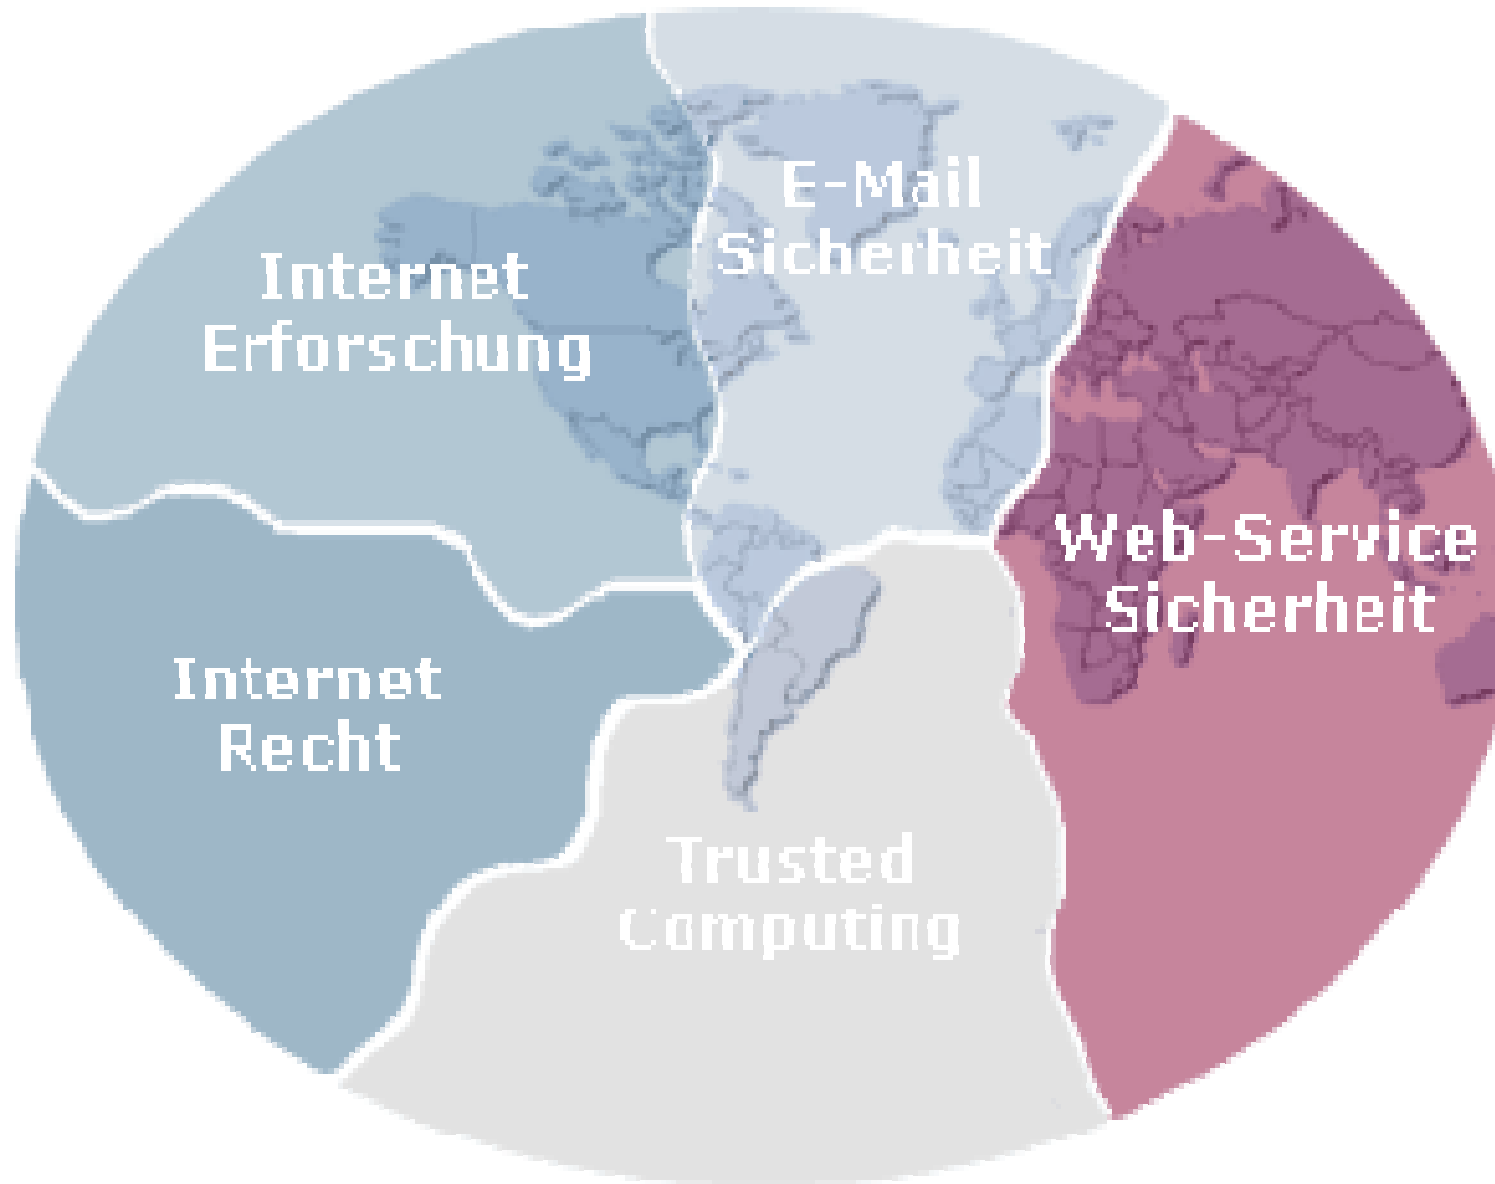 E-Mail
Sicherheit
Internet
Erforschung
Web-Service
Sicherheit
Internet
Recht
Trusted
Computing